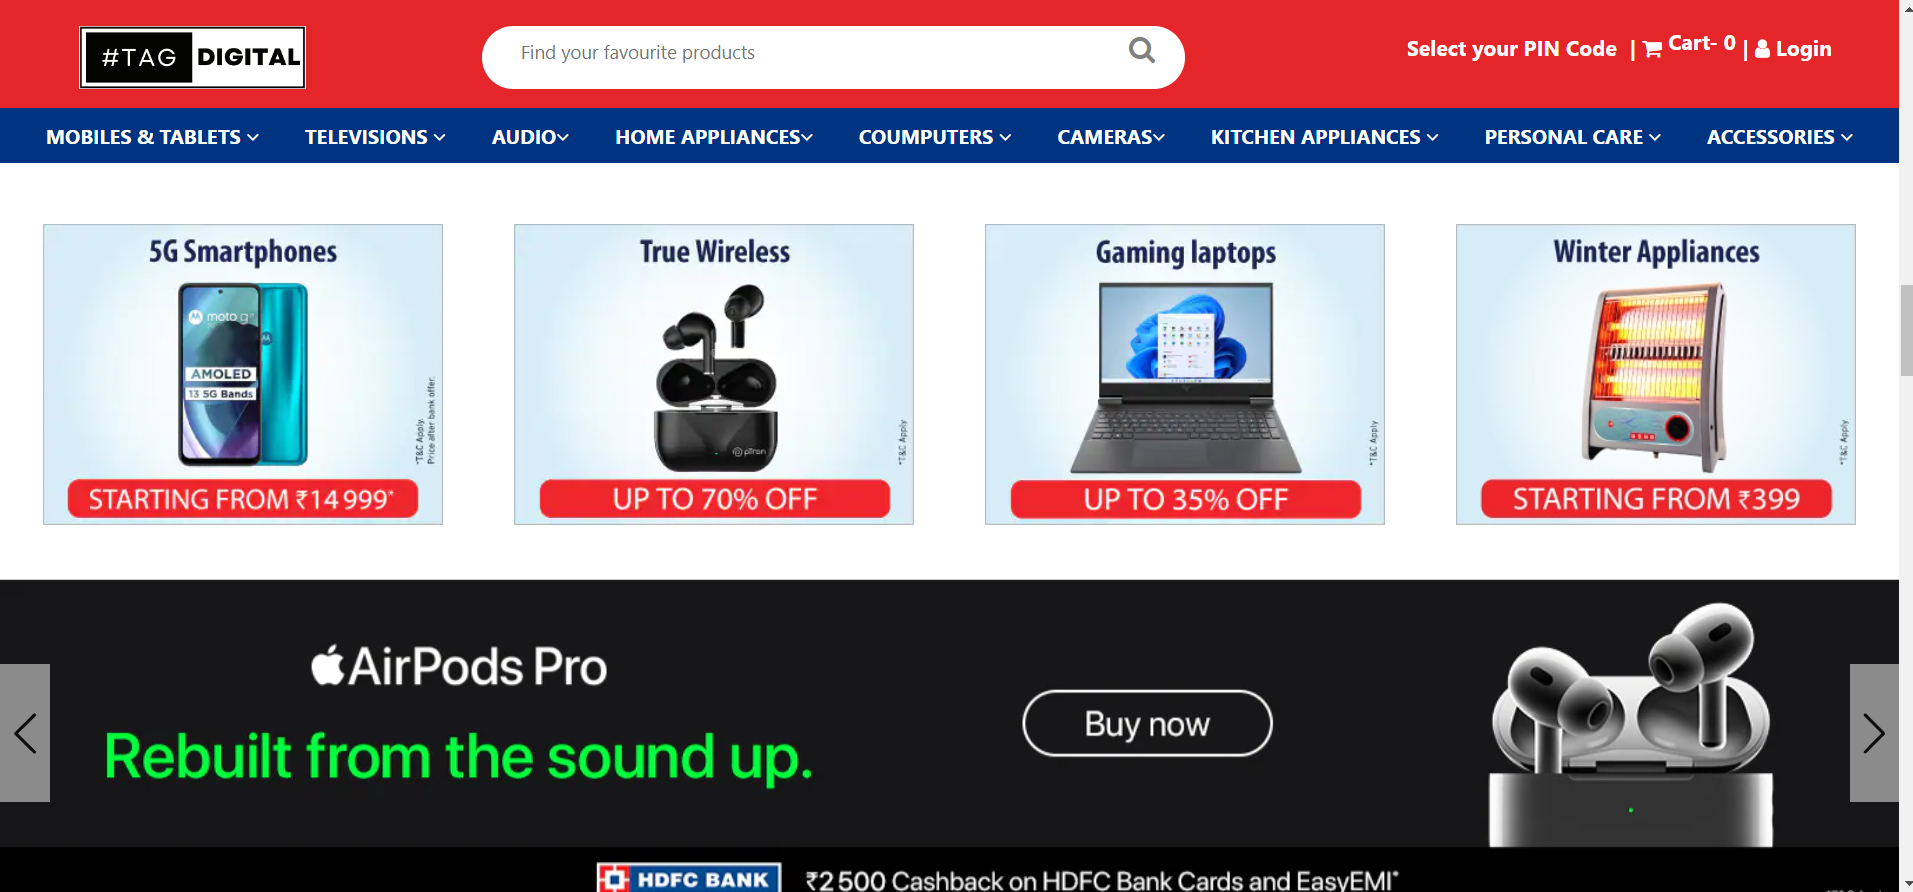 #TAG DIGITAL
Find your favourite products
Select your PIN Code | Cart- 0 | Login
MOBILES & TABLETS TELEVISIONS AUDIO HOME APPLIANCES COUMPUTERS CAMERAS KITCHEN APPLIANCES PERSONAL CARE ACCESSORIES
5G Smartphones
moto g
AMOLED
13 5G Bands
*T&C Apply.
Price after bank offer.
STARTING FROM ₹14 999*
True Wireless
pTron
*T&C Apply
UP TO 70% OFF
Gaming laptops
*T&C Apply
UP TO 35% OFF
Winter Appliances
USHA
*T&C Apply
STARTING FROM ₹399
AirPods Pro
Rebuilt from the sound up.
Buy now
HDFC BANK
₹2 500 Cashback on HDFC Bank Cards and EasyEMI*